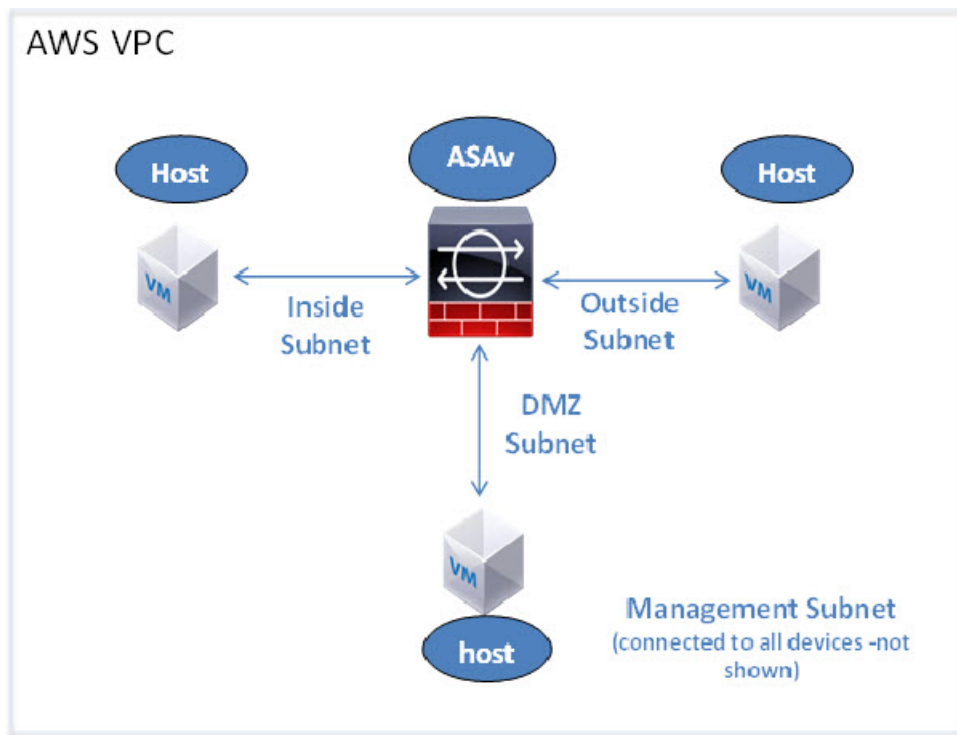 AWS VPC
Host
ASAv
Host
VM
VM
Inside
Subnet
Outside
Subnet
DMZ
Subnet
VM
host
Management Subnet
(connected to all devices -not
shown)